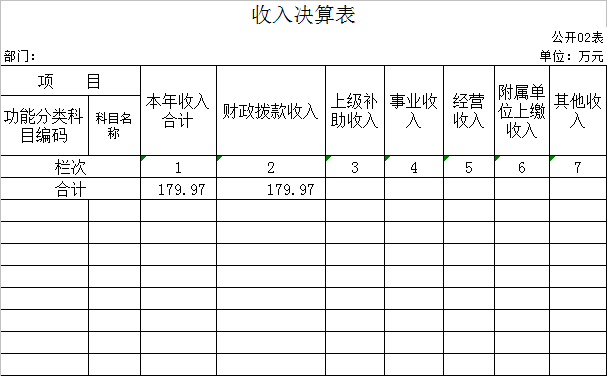 收入决算表
公开02表
部门： 单位：万元
项 目 本年收入合计 财政拨款收入 上级补助收入 事业收入 经营收入 附属单位上缴收入 其他收入
功能分类科目编码 科目名称
栏次 1 2 3 4 5 6 7
合计 179.97 179.97